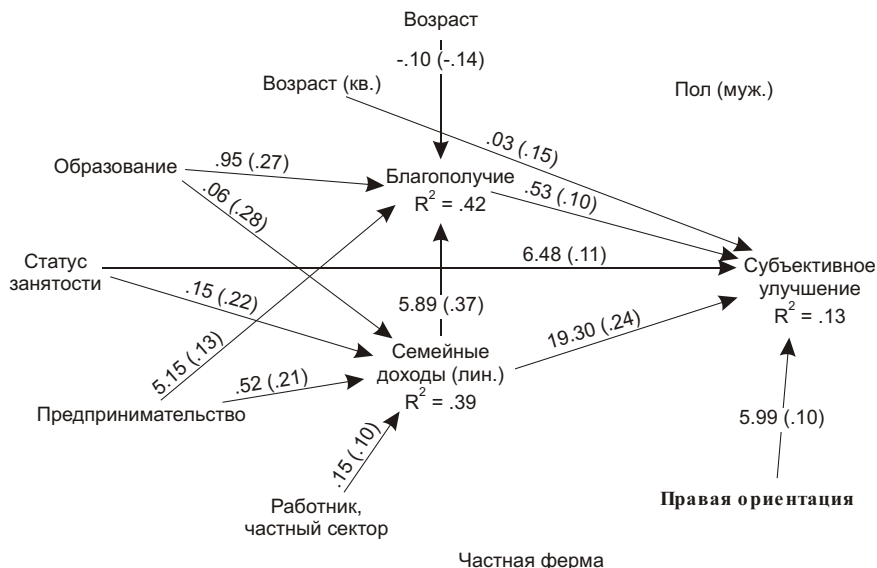 Возраст
-.10 (-.14)
Возраст (кв.)
Пол (муж.)
.03 (.15)
Образование
.95 (.27)
Благополучие
R² = .42
.53 (.10)
.06 (.28)
Статус
занятости
6.48 (.11)
Субъективное
улучшение
R² = .13
.15 (.22)
5.89 (.37)
19.30 (.24)
5.15 (.13)
Семейные
доходы (лин.)
R² = .39
.52 (.21)
Предпринимательство
5.99 (.10)
.15 (.10)
Работник,
частный сектор
Правая ориентация
Частная ферма